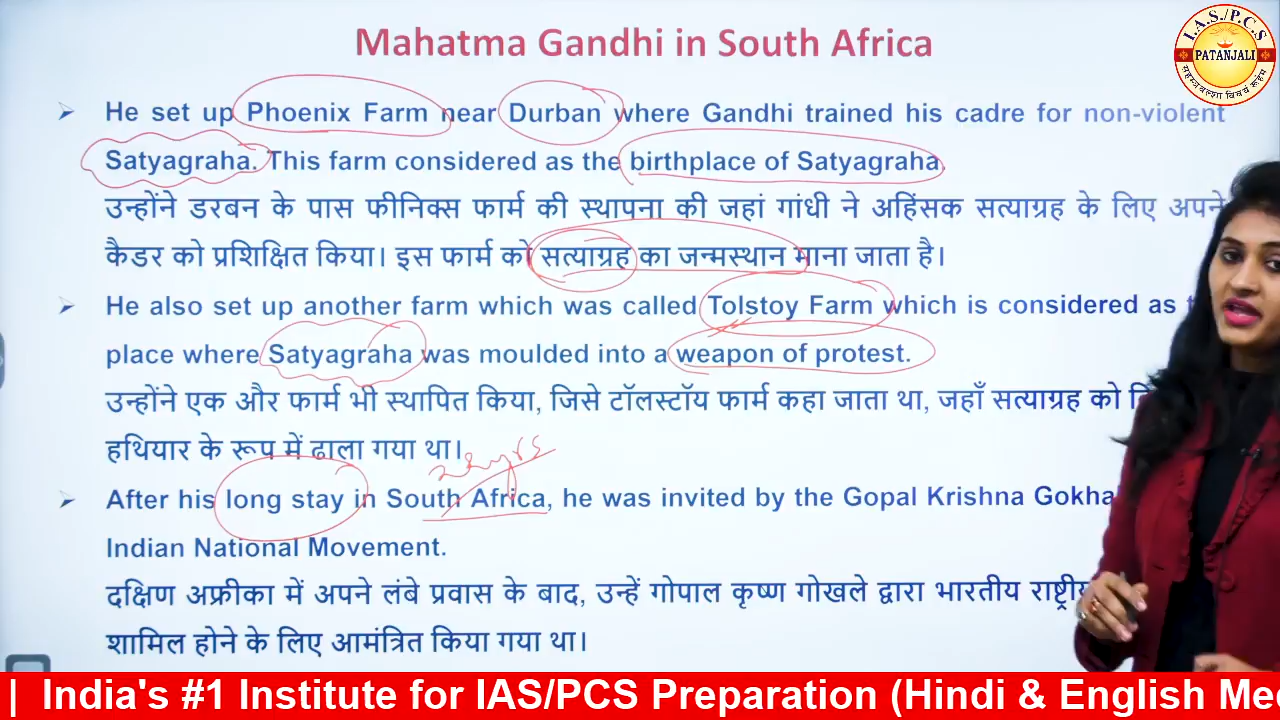 Mahatma Gandhi in South Africa
I.A.S./P.C.S
PATANJALI
He set up Phoenix Farm near Durban where Gandhi trained his cadre for non-violent
Satyagraha. This farm considered as the birthplace of Satyagraha.
उन्होंने डरबन के पास फीनिक्स फार्म की स्थापना की जहां गांधी ने अहिंसक सत्याग्रह के लिए अपने
कैडर को प्रशिक्षित किया। इस फार्म को सत्याग्रह का जन्मस्थान माना जाता है।
He also set up another farm which was called Tolstoy Farm which is considered as
place where Satyagraha was moulded into a weapon of protest.
उन्होंने एक और फार्म भी स्थापित किया, जिसे टॉलस्टॉय फार्म कहा जाता था, जहाँ सत्याग्रह को
हथियार के रूप में ढाला गया था।
After his long stay in South Africa, he was invited by the Gopal Krishna
Indian National Movement.
दक्षिण अफ्रीका में अपने लंबे प्रवास के बाद, उन्हें गोपाल कृष्ण गोखले द्वारा भारतीय
शामिल होने के लिए आमंत्रित किया गया था।
| India's #1 Institute for IAS/PCS Preparation (Hindi & English